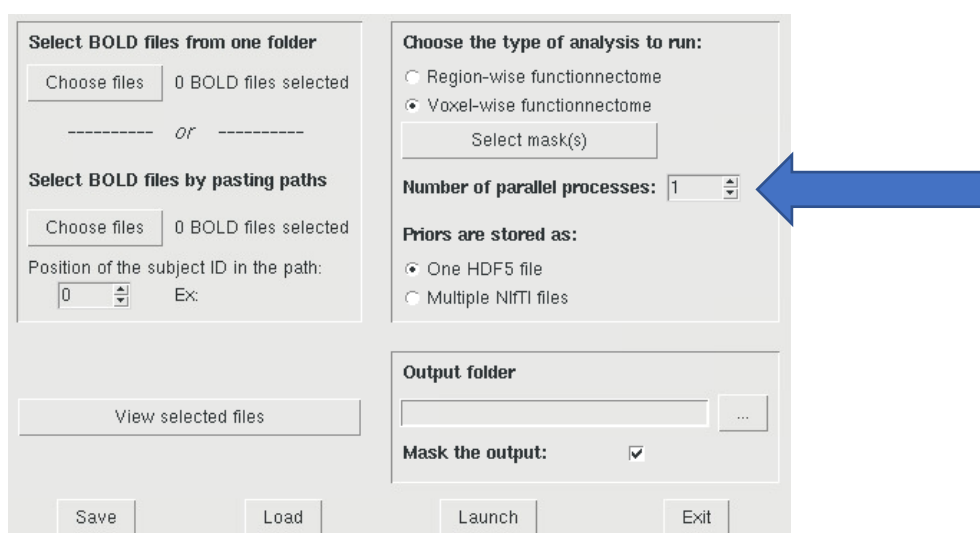 Select BOLD files from one folder
Choose files 0 BOLD files selected
---------- or ----------
Select BOLD files by pasting paths
Choose files 0 BOLD files selected
Position of the subject ID in the path:
0 Ex:
View selected files
Choose the type of analysis to run:
Region-wise functionnectome
Voxel-wise functionnectome
Select mask(s)
Number of parallel processes: 1
Priors are stored as:
One HDF5 file
Multiple NIfTI files
Output folder
...
Mask the output:
Save Load Launch Exit